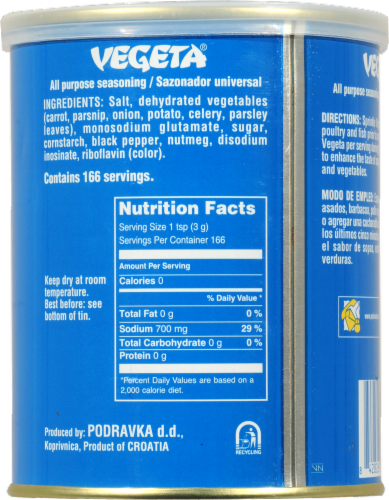 VEGETA®
All purpose seasoning / Sazonador universal
INGREDIENTS: Salt, dehydrated vegetables
(carrot, parsnip, onion, potato, celery, parsley
leaves), monosodium glutamate, sugar,
cornstarch, black pepper, nutmeg, disodium
inosinate, riboflavin (color).
Contains 166 servings.
Nutrition Facts
Serving Size 1 tsp (3 g)
Servings Per Container 166
Amount Per Serving
Calories 0
% Daily Value *
Total Fat 0 g 0 %
Sodium 700 mg 29 %
Total Carbohydrate 0 g 0 %
Protein 0 g
*Percent Daily Values are based on a
2,000 calorie diet.
Keep dry at room
temperature.
Best before: see
bottom of tin.
Produced by: PODRAVKA d.d.,
Koprivnica, Product of CROATIA
RECYCLING
All purpose
DIRECTIONS:
poultry and fish
Vegeta per serving
to enhance the taste of
and vegetables.
MODO DE EMPLEO:
asados, barbacoas,
o agregar una
los últimos cinco
el sabor de sopas,
verduras.